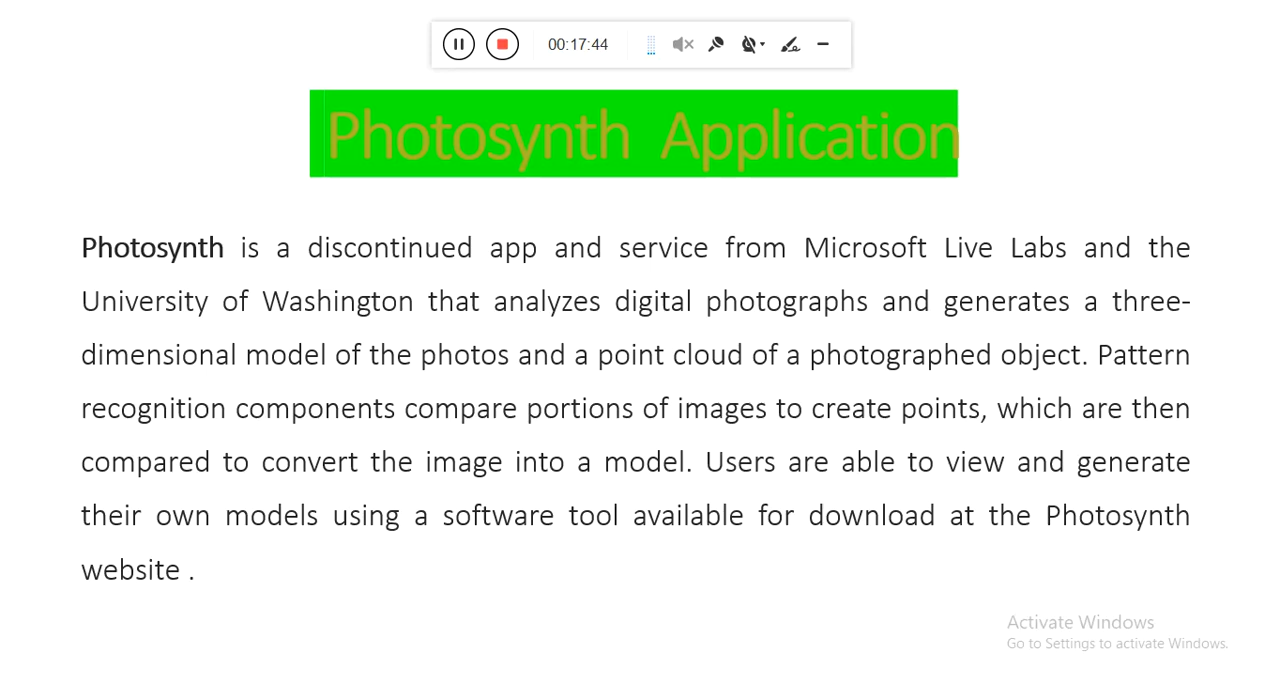 00:17:44
Photosynth Application
Photosynth is a discontinued app and service from Microsoft Live Labs and the
University of Washington that analyzes digital photographs and generates a three-
dimensional model of the photos and a point cloud of a photographed object. Pattern
recognition components compare portions of images to create points, which are then
compared to convert the image into a model. Users are able to view and generate
their own models using a software tool available for download at the Photosynth
website .
Activate Windows
Go to Settings to activate Windows.